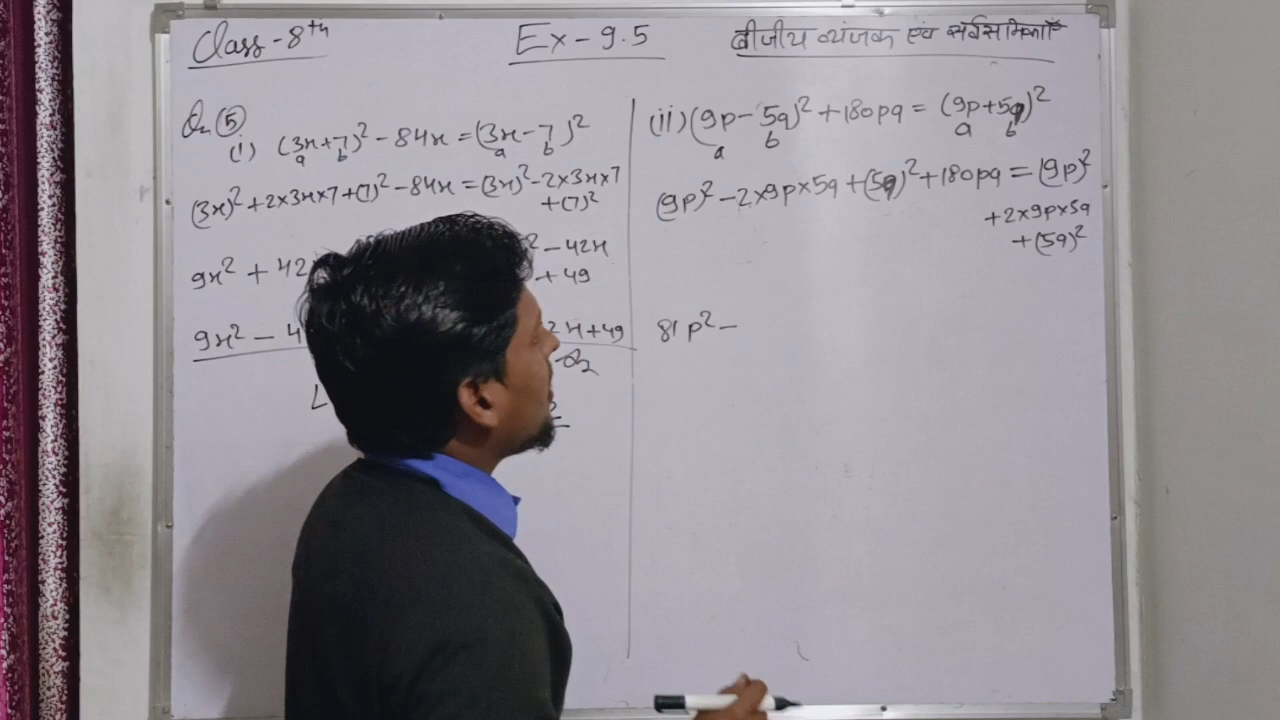 Class-8th
Ex-9.5
बीजीय व्यंजक एवं सर्वसमिकाएँ
Qn ⑤
(i) (3x+7)² - 84x = (3x-7)²
a b a b
(3x)²+2×3x×7+(7)²-84x = (3x)²-2×3x×7
+(7)²
9x² + 42 ² - 42x
+ 49
9x² - 4 2x+49
L
(ii) (9p-5q)²+180pq = (9p+5q)²
a b a b
(9p)²-2×9p×5q+(5q)²+180pq = (9p)²
+2×9p×5q
+(5q)²
81p² -